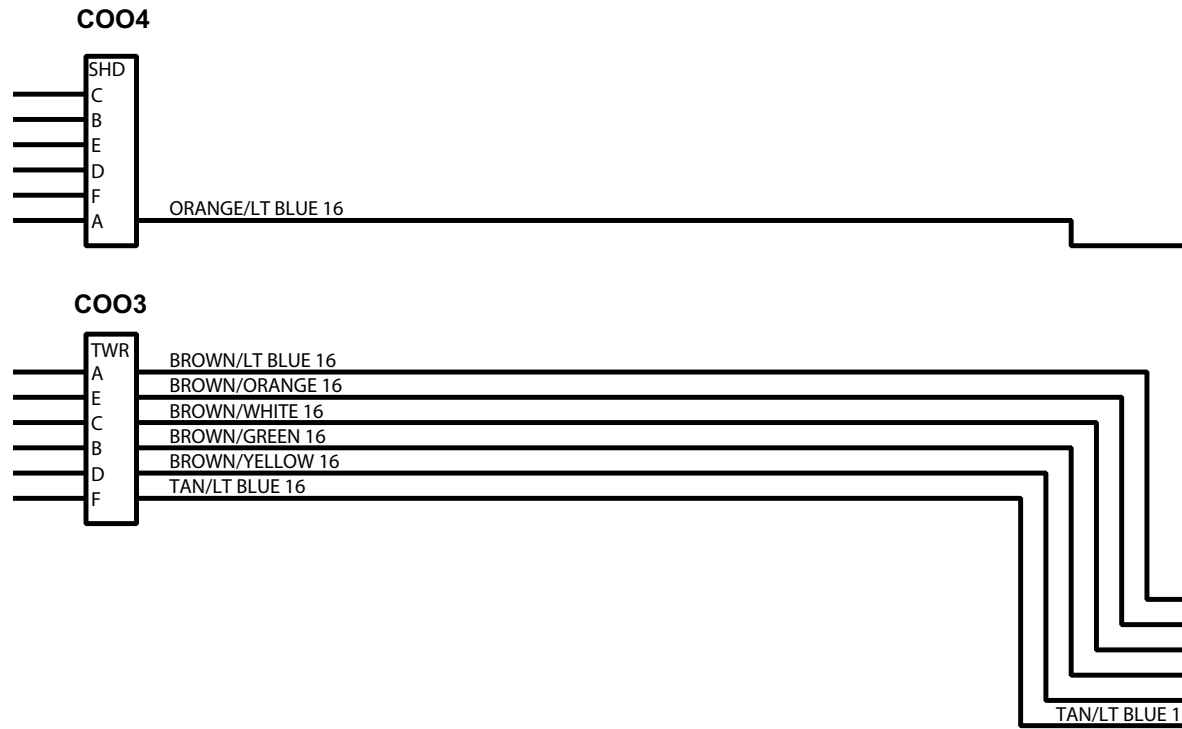 COO4
SHD
C
B
E
D
F
A
ORANGE/LT BLUE 16
COO3
TWR
A
BROWN/LT BLUE 16
E
BROWN/ORANGE 16
C
BROWN/WHITE 16
B
BROWN/GREEN 16
D
BROWN/YELLOW 16
F
TAN/LT BLUE 16
TAN/LT BLUE 1